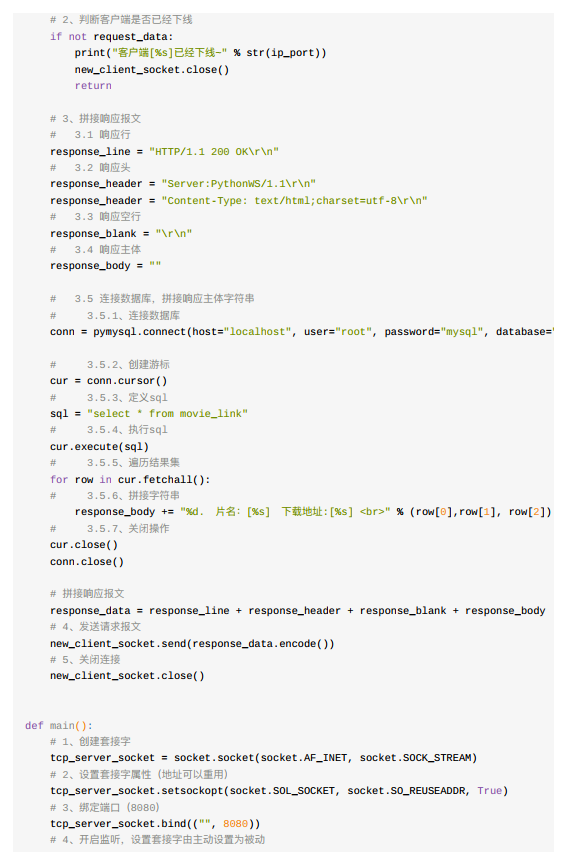 # 2、判断客户端是否已经下线
if not request_data:
print("客户端[%s]已经下线~" % str(ip_port))
new_client_socket.close()
return
# 3、拼接响应报文
#   3.1 响应行
response_line = "HTTP/1.1 200 OK\r\n"
#   3.2 响应头
response_header = "Server:PythonWS/1.1\r\n"
response_header = "Content-Type: text/html;charset=utf-8\r\n"
#   3.3 响应空行
response_blank = "\r\n"
#   3.4 响应主体
response_body = ""
#   3.5 连接数据库，拼接响应主体字符串
#     3.5.1、连接数据库
conn = pymysql.connect(host="localhost", user="root", password="mysql", database="
#     3.5.2、创建游标
cur = conn.cursor()
#     3.5.3、定义sql
sql = "select * from movie_link"
#     3.5.4、执行sql
cur.execute(sql)
#     3.5.5、遍历结果集
for row in cur.fetchall():
#     3.5.6、拼接字符串
response_body += "%d.  片名：[%s]  下载地址:[%s] <br>" % (row[0],row[1], row[2])
#     3.5.7、关闭操作
cur.close()
conn.close()
# 拼接响应报文
response_data = response_line + response_header + response_blank + response_body
# 4、发送请求报文
new_client_socket.send(response_data.encode())
# 5、关闭连接
new_client_socket.close()
def main():
# 1、创建套接字
tcp_server_socket = socket.socket(socket.AF_INET, socket.SOCK_STREAM)
# 2、设置套接字属性（地址可以重用）
tcp_server_socket.setsockopt(socket.SOL_SOCKET, socket.SO_REUSEADDR, True)
# 3、绑定端口（8080）
tcp_server_socket.bind(("", 8080))
# 4、开启监听，设置套接字由主动设置为被动